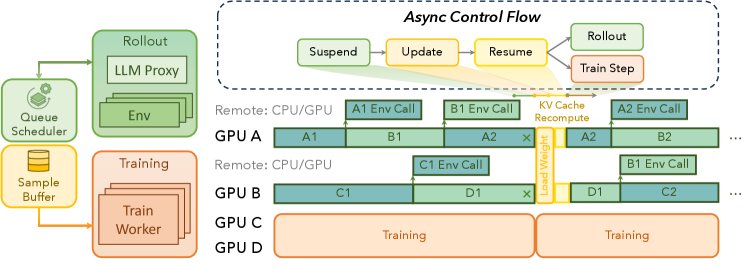 Rollout
LLM Proxy
Env
Queue
Scheduler
Sample
Buffer
Training
Train
Worker
Async Control Flow
Suspend
Update
Resume
Rollout
Train Step
KV Cache
Recompute
Remote: CPU/GPU
A1 Env Call
B1 Env Call
A2 Env Call
GPU A
A1
B1
A2
×
Load Weight
A2
B2
...
Remote: CPU/GPU
C1 Env Call
B1 Env Call
GPU B
C1
D1
×
D1
C2
...
GPU C
GPU D
Training
Training